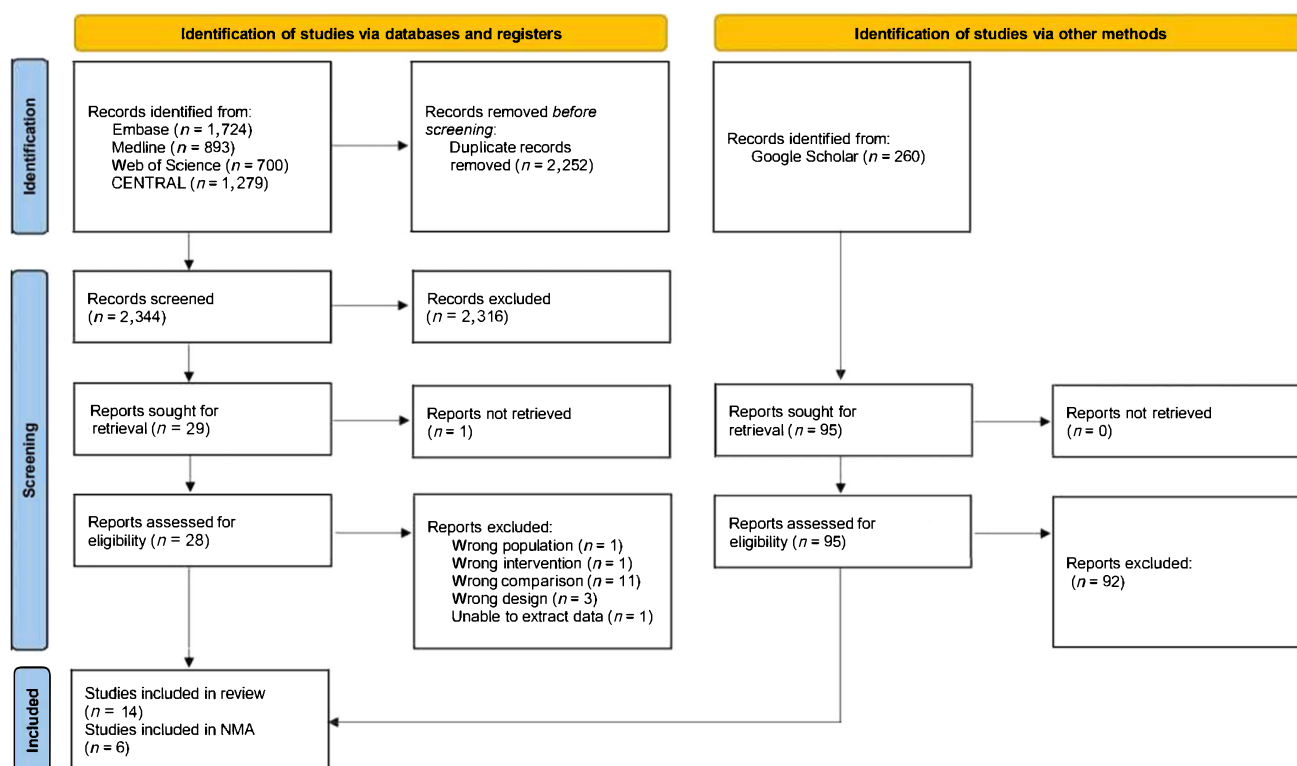 Identification of studies via databases and registers
Identification of studies via other methods
Identification
Records identified from:
Embase (n = 1,724)
Medline (n = 893)
Web of Science (n = 700)
CENTRAL (n = 1,279)
Records removed before
screening:
Duplicate records
removed (n = 2,252)
Records identified from:
Google Scholar (n = 260)
Screening
Records screened
(n = 2,344)
Records excluded
(n = 2,316)
Reports sought for
retrieval (n = 29)
Reports not retrieved
(n = 1)
Reports sought for
retrieval (n = 95)
Reports not retrieved
(n = 0)
Reports assessed for
eligibility (n = 28)
Reports excluded:
Wrong population (n = 1)
Wrong intervention (n = 1)
Wrong comparison (n = 11)
Wrong design (n = 3)
Unable to extract data (n = 1)
Reports assessed for
eligibility (n = 95)
Reports excluded:
(n = 92)
Included
Studies included in review
(n = 14)
Studies included in NMA
(n = 6)